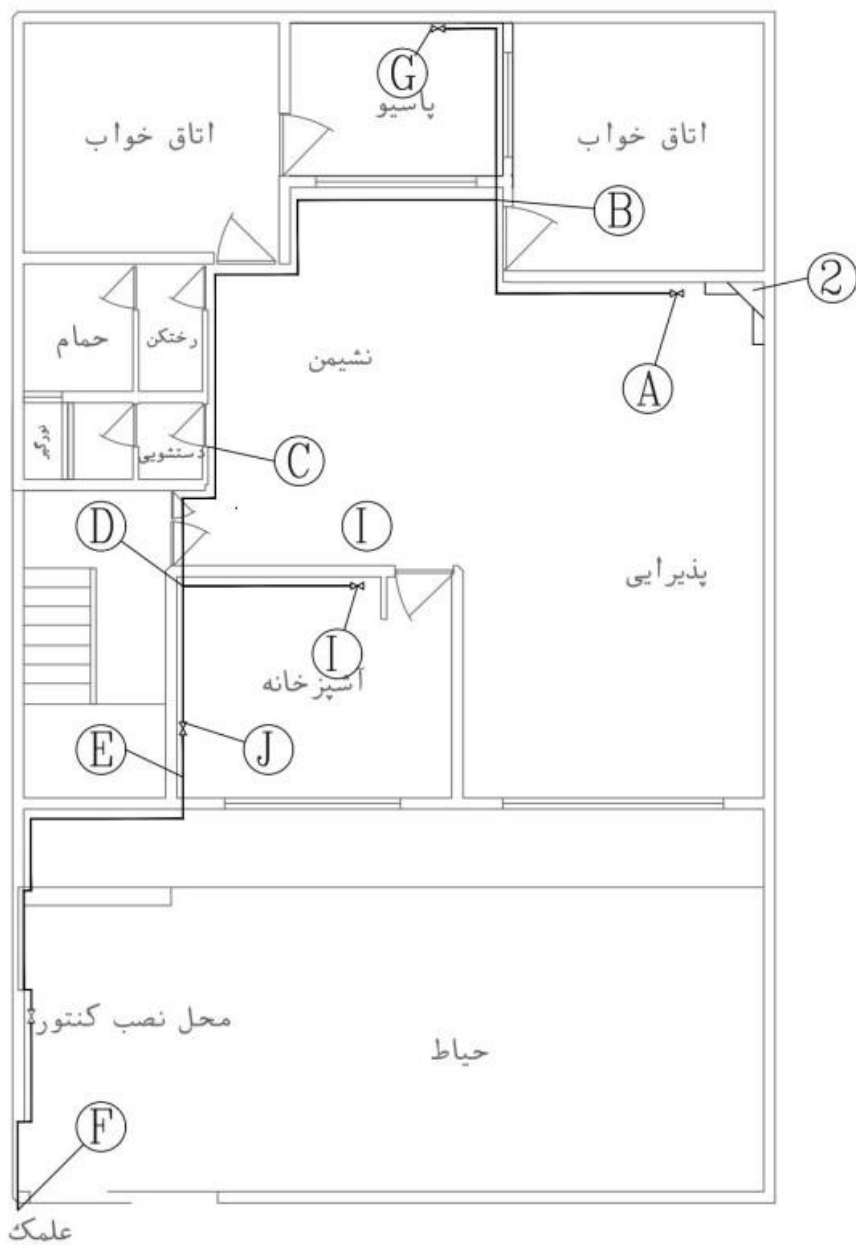 G
پاسیو
اتاق خواب
اتاق خواب
B
2
رختکن
حمام
نشیمن
A
نورگیر
دستشویی
C
D
I
پذیرایی
I
آشپزخانه
E
J
محل نصب کنتور
حیاط
F
علمک